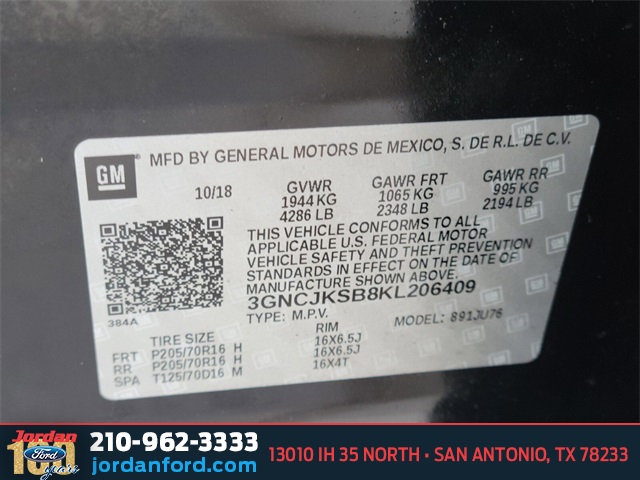 GM
MFD BY GENERAL MOTORS DE MEXICO, S. DE R.L. DE C.V.
10/18 GVWR GAWR FRT GAWR RR
1944 KG 1065 KG 995 KG
4286 LB 2348 LB 2194 LB
THIS VEHICLE CONFORMS TO ALL
APPLICABLE U.S. FEDERAL MOTOR
VEHICLE SAFETY AND THEFT PREVENTION
STANDARDS IN EFFECT ON THE DATE OF
MANUFACTURE SHOWN ABOVE.
3GNCJKSB8KL206409
TYPE: M.P.V. MODEL: 891JU76
384A
TIRE SIZE RIM
FRT P205/70R16 H 16X6.5J
RR P205/70R16 H 16X6.5J
SPA T125/70D16 M 16X4T
Jordan
Ford
100
years
210-962-3333
jordanford.com
13010 IH 35 NORTH • SAN ANTONIO, TX 78233